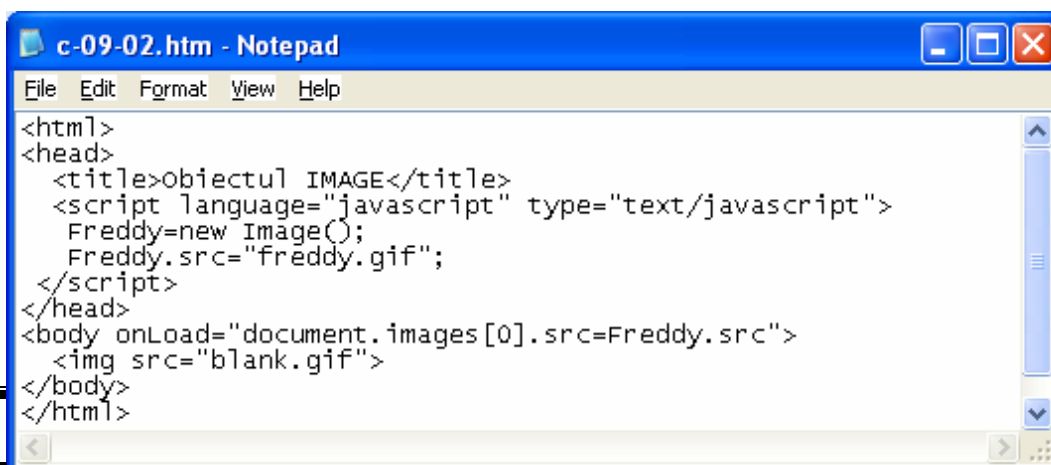 c-09-02.htm - Notepad
File Edit Format View Help
<html>
<head>
  <title>Obiectul IMAGE</title>
  <script language="javascript" type="text/javascript">
   Freddy=new Image();
   Freddy.src="freddy.gif";
 </script>
</head>
<body onLoad="document.images[0].src=Freddy.src">
  <img src="blank.gif">
</body>
</html>